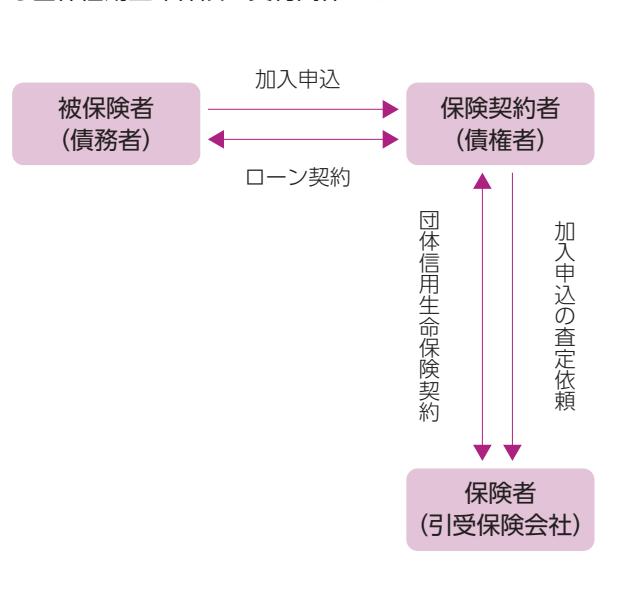 加入申込
被保険者
（債務者）
保険契約者
（債権者）
ローン契約
団体信用生命保険契約
加入申込の査定依頼
保険者
（引受保険会社）